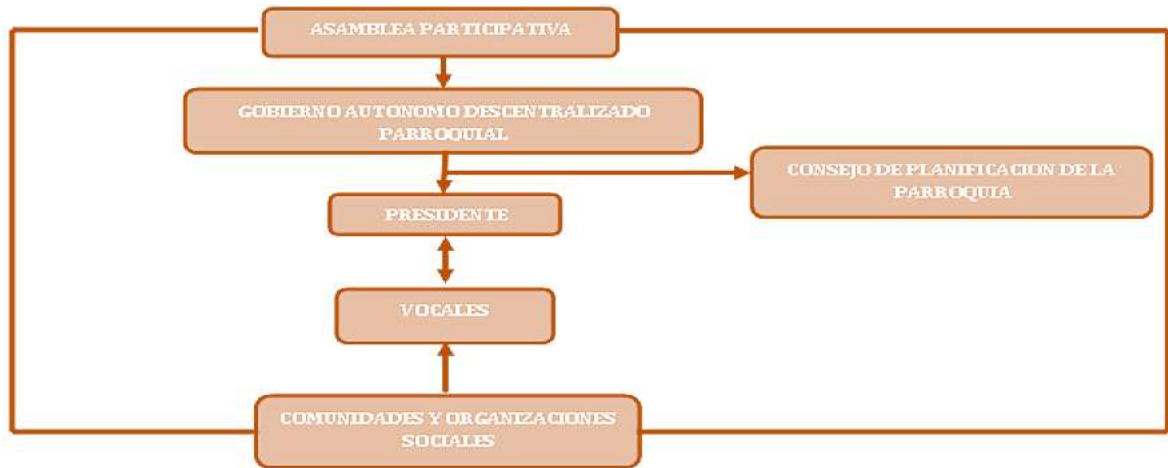 ASAMBLEA PARTICIPATIVA
GOBIERNO AUTONOMO DESCENTRALIZADO
PARROQUIAL
CONSEJO DE PLANIFICACION DE LA
PARROQUIA
PRESIDENTE
VOCALES
COMUNIDADES Y ORGANIZACIONES
SOCIALES